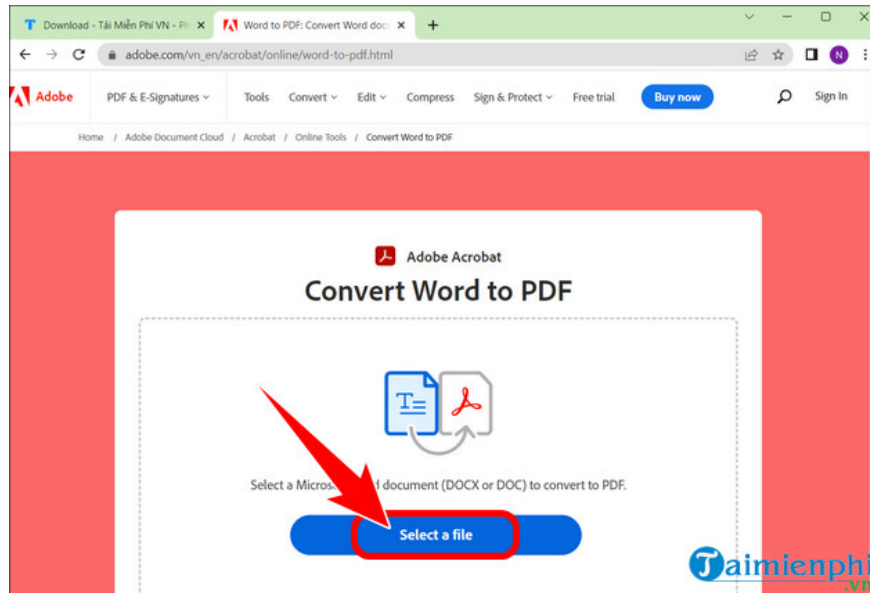 Download - Tải Miễn Phí VN - Ph
Word to PDF: Convert Word docu
adobe.com/vn_en/acrobat/online/word-to-pdf.html
N
Adobe PDF & E-Signatures Tools Convert Edit Compress Sign & Protect Free trial Buy now Sign In
Home / Adobe Document Cloud / Acrobat / Online Tools / Convert Word to PDF
Adobe Acrobat
Convert Word to PDF
T
Select a document (DOCX or DOC) to convert to PDF.
Select a file
Taimienphi
.vn